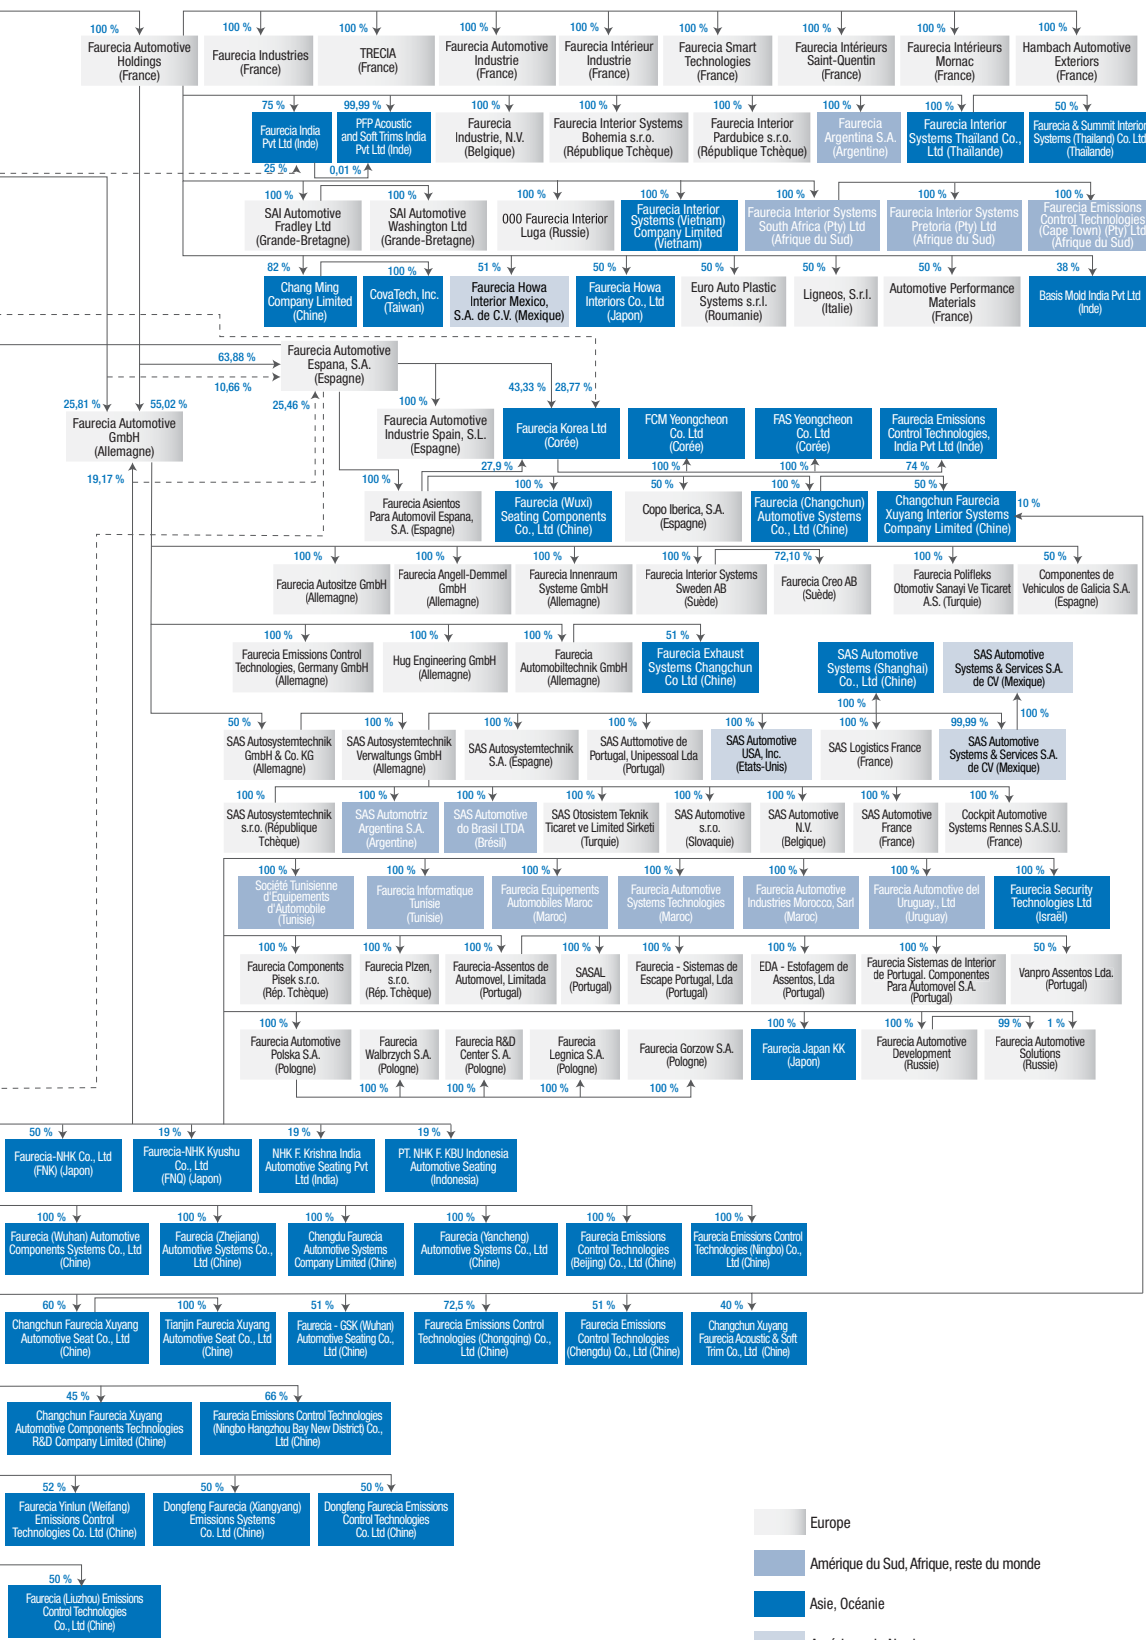 100 %
100 %
100 %
100 %
100 %
100 %
100 %
100 %
100 %
Faurecia Automotive
Holdings
(France)
Faurecia Industries
(France)
TRECIA
(France)
Faurecia Automotive
Industrie
(France)
Faurecia Intérieur
Industrie
(France)
Faurecia Smart
Technologies
(France)
Faurecia Intérieurs
Saint-Quentin
(France)
Faurecia Intérieurs
Mornac
(France)
Hambach Automotive
Exteriors
(France)
75 %
99,99 %
100 %
100 %
100 %
100 %
100 %
50 %
Faurecia India
Pvt Ltd (Inde)
PFP Acoustic
and Soft Trims India
Pvt Ltd (Inde)
Faurecia
Industrie, N.V.
(Belgique)
Faurecia Interior Systems
Bohemia s.r.o.
(République Tchèque)
Faurecia Interior
Pardubice s.r.o.
(République Tchèque)
Faurecia
Argentina S.A.
(Argentine)
Faurecia Interior
Systems Thaïland Co.,
Ltd (Thaïlande)
Faurecia & Summit Interior
Systems (Thailand) Co. Ltd
(Thaïlande)
25 %
0,01 %
100 %
100 %
100 %
100 %
100 %
100 %
100 %
SAI Automotive
Fradley Ltd
(Grande-Bretagne)
SAI Automotive
Washington Ltd
(Grande-Bretagne)
OOO Faurecia Interior
Luga (Russie)
Faurecia Interior
Systems (Vietnam)
Company Limited
(Vietnam)
Faurecia Interior Systems
South Africa (Pty) Ltd
(Afrique du Sud)
Faurecia Interior Systems
Pretoria (Pty) Ltd
(Afrique du Sud)
Faurecia Emissions
Control Technologies
(Cape Town) (Pty) Ltd
(Afrique du Sud)
82 %
100 %
51 %
50 %
50 %
50 %
50 %
38 %
Chang Ming
Company Limited
(Chine)
CovaTech, Inc.
(Taiwan)
Faurecia Howa
Interior Mexico,
S.A. de C.V. (Mexique)
Faurecia Howa
Interiors Co., Ltd
(Japon)
Euro Auto Plastic
Systems s.r.l.
(Roumanie)
Ligneos, S.r.l.
(Italie)
Automotive Performance
Materials
(France)
Basis Mold India Pvt Ltd
(Inde)
63,88 %
10,66 %
Faurecia Automotive
Espana, S.A.
(Espagne)
25,81 %
55,02 %
25,46 %
43,33 %
28,77 %
100 %
Faurecia Automotive
GmbH
(Allemagne)
Faurecia Automotive
Industrie Spain, S.L.
(Espagne)
Faurecia Korea Ltd
(Corée)
FCM Yeongcheon
Co. Ltd
(Corée)
FAS Yeongcheon
Co. Ltd
(Corée)
Faurecia Emissions
Control Technologies,
India Pvt Ltd (Inde)
19,17 %
100 %
27,9 %
100 %
100 %
74 %
100 %
50 %
100 %
50 %
10 %
Faurecia Asientos
Para Automovil Espana,
S.A. (Espagne)
Faurecia (Wuxi)
Seating Components
Co., Ltd (Chine)
Copo Iberica, S.A.
(Espagne)
Faurecia (Changchun)
Automotive Systems
Co., Ltd (Chine)
Changchun Faurecia
Xuyang Interior Systems
Company Limited (Chine)
100 %
100 %
100 %
100 %
72,10 %
100 %
50 %
Faurecia Autositze GmbH
(Allemagne)
Faurecia Angell-Demmel
GmbH
(Allemagne)
Faurecia Innenraum
Systeme GmbH
(Allemagne)
Faurecia Interior Systems
Sweden AB
(Suède)
Faurecia Creo AB
(Suède)
Faurecia Polifleks
Otomotiv Sanayi Ve Ticaret
A.S. (Turquie)
Componentes de
Vehiculos de Galicia S.A.
(Espagne)
100 %
100 %
100 %
51 %
Faurecia Emissions Control
Technologies, Germany GmbH
(Allemagne)
Hug Engineering GmbH
(Allemagne)
Faurecia
Automobiltechnik GmbH
(Allemagne)
Faurecia Exhaust
Systems Changchun
Co Ltd (Chine)
SAS Automotive
Systems (Shanghai)
Co., Ltd (Chine)
SAS Automotive
Systems & Services S.A.
de CV (Mexique)
100 %
100 %
50 %
100 %
100 %
100 %
100 %
100 %
99,99 %
SAS Autosystemtechnik
GmbH & Co. KG
(Allemagne)
SAS Autosystemtechnik
Verwaltungs GmbH
(Allemagne)
SAS Autosystemtechnik
S.A. (Espagne)
SAS Automotive de
Portugal, Unipessoal Lda
(Portugal)
SAS Automotive
USA, Inc.
(Etats-Unis)
SAS Logistics France
(France)
SAS Automotive
Systems & Services S.A.
de CV (Mexique)
100 %
100 %
100 %
100 %
100 %
100 %
100 %
100 %
SAS Autosystemtechnik
s.r.o. (République
Tchèque)
SAS Automotriz
Argentina S.A.
(Argentine)
SAS Automotive
do Brasil LTDA
(Brésil)
SAS Otosistem Teknik
Ticaret ve Limited Sirketi
(Turquie)
SAS Automotive
s.r.o.
(Slovaquie)
SAS Automotive
N.V.
(Belgique)
SAS Automotive
France
(France)
Cockpit Automotive
Systems Rennes S.A.S.U.
(France)
100 %
100 %
100 %
100 %
100 %
100 %
100 %
Société Tunisienne
d'Equipements
d'Automobile
(Tunisie)
Faurecia Informatique
Tunisie
(Tunisie)
Faurecia Equipements
Automobiles Maroc
(Maroc)
Faurecia Automotive
Systems Technologies
(Maroc)
Faurecia Automotive
Industries Morocco, Sarl
(Maroc)
Faurecia Automotive del
Uruguay., Ltd
(Uruguay)
Faurecia Security
Technologies Ltd
(Israël)
100 %
100 %
100 %
100 %
100 %
100 %
100 %
50 %
Faurecia Components
Pisek s.r.o.
(Rép. Tchèque)
Faurecia Plzen,
s.r.o.
(Rép. Tchèque)
Faurecia-Assentos de
Automovel, Limitada
(Portugal)
SASAL
(Portugal)
Faurecia - Sistemas de
Escape Portugal, Lda
(Portugal)
EDA - Estofagem de
Assentos, Lda
(Portugal)
Faurecia Sistemas de Interior
de Portugal. Componentes
Para Automovel S.A.
(Portugal)
Vanpro Assentos Lda.
(Portugal)
100 %
100 %
100 %
99 %
1 %
Faurecia Automotive
Polska S.A.
(Pologne)
Faurecia
Walbrzych S.A.
(Pologne)
Faurecia R&D
Center S. A.
(Pologne)
Faurecia
Legnica S.A.
(Pologne)
Faurecia Gorzow S.A.
(Pologne)
Faurecia Japan KK
(Japon)
Faurecia Automotive
Development
(Russie)
Faurecia Automotive
Solutions
(Russie)
100 %
100 %
100 %
100 %
50 %
19 %
19 %
19 %
Faurecia-NHK Co., Ltd
(FNK) (Japon)
Faurecia-NHK Kyushu
Co., Ltd
(FNQ) (Japon)
NHK F. Krishna India
Automotive Seating Pvt
Ltd (India)
PT. NHK F. KBU Indonesia
Automotive Seating
(Indonesia)
100 %
100 %
100 %
100 %
100 %
100 %
Faurecia (Wuhan) Automotive
Components Systems Co., Ltd
(Chine)
Faurecia (Zhejiang)
Automotive Systems Co.,
Ltd (Chine)
Chengdu Faurecia
Automotive Systems
Company Limited (Chine)
Faurecia (Yancheng)
Automotive Systems Co., Ltd
(Chine)
Faurecia Emissions
Control Technologies
(Beijing) Co., Ltd (Chine)
Faurecia Emissions Control
Technologies (Ningbo) Co.,
Ltd (Chine)
60 %
100 %
51 %
72,5 %
51 %
40 %
Changchun Faurecia Xuyang
Automotive Seat Co., Ltd
(Chine)
Tianjin Faurecia Xuyang
Automotive Seat Co., Ltd
(Chine)
Faurecia - GSK (Wuhan)
Automotive Seating Co.,
Ltd (Chine)
Faurecia Emissions Control
Technologies (Chongqing) Co.,
Ltd (Chine)
Faurecia Emissions
Control Technologies
(Chengdu) Co., Ltd (Chine)
Changchun Xuyang
Faurecia Acoustic & Soft
Trim Co., Ltd (Chine)
45 %
66 %
Changchun Faurecia Xuyang
Automotive Components Technologies
R&D Company Limited (Chine)
Faurecia Emissions Control Technologies
(Ningbo Hangzhou Bay New District) Co.,
Ltd (Chine)
52 %
50 %
50 %
Faurecia Yinlun (Weifang)
Emissions Control
Technologies Co. Ltd (Chine)
Dongfeng Faurecia (Xiangyang)
Emissions Systems
Co. Ltd (Chine)
Dongfeng Faurecia Emissions
Control Technologies
Co. Ltd (Chine)
50 %
Faurecia (Liuzhou) Emissions
Control Technologies
Co., Ltd (Chine)
Europe
Amérique du Sud, Afrique, reste du monde
Asie, Océanie